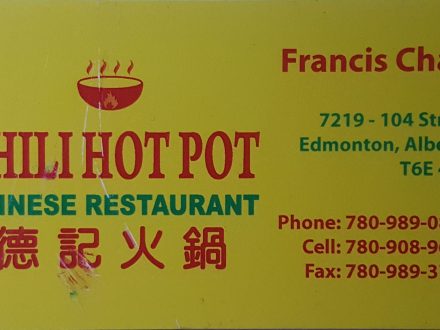 HILI HOT POT
INESE RESTAURANT
德記火鍋
Francis Cha
7219 - 104 Str
Edmonton, Albe
T6E
Phone: 780-989-08
Cell: 780-908-9
Fax: 780-989-3